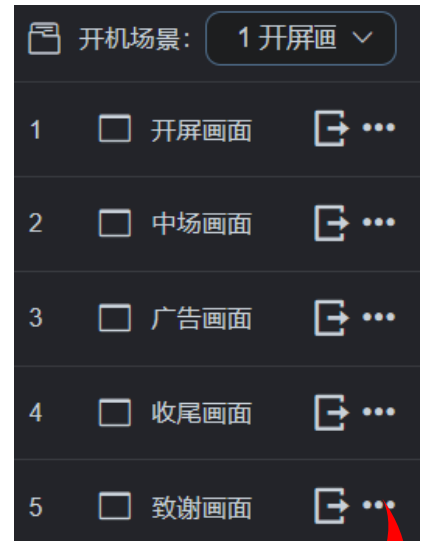 开机场景： 1 开屏画
1 开屏画面 •••
2 中场画面 •••
3 广告画面 •••
4 收尾画面 •••
5 致谢画面 •••